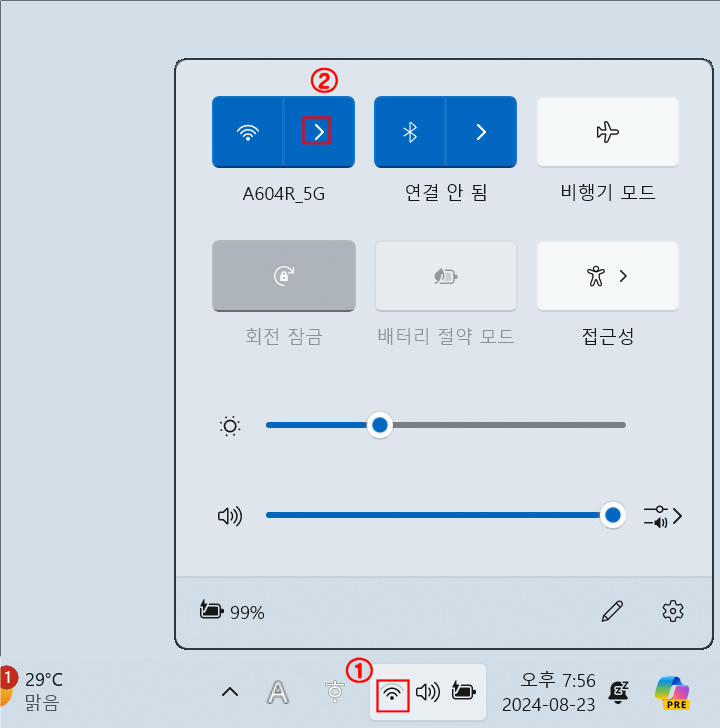 ②
A604R_5G
연결 안 됨
비행기 모드
회전 잠금
배터리 절약 모드
접근성
99%
①
1
29°C
맑음
A
ㅎ
오후 7:56
2024-08-23
zz
PRE